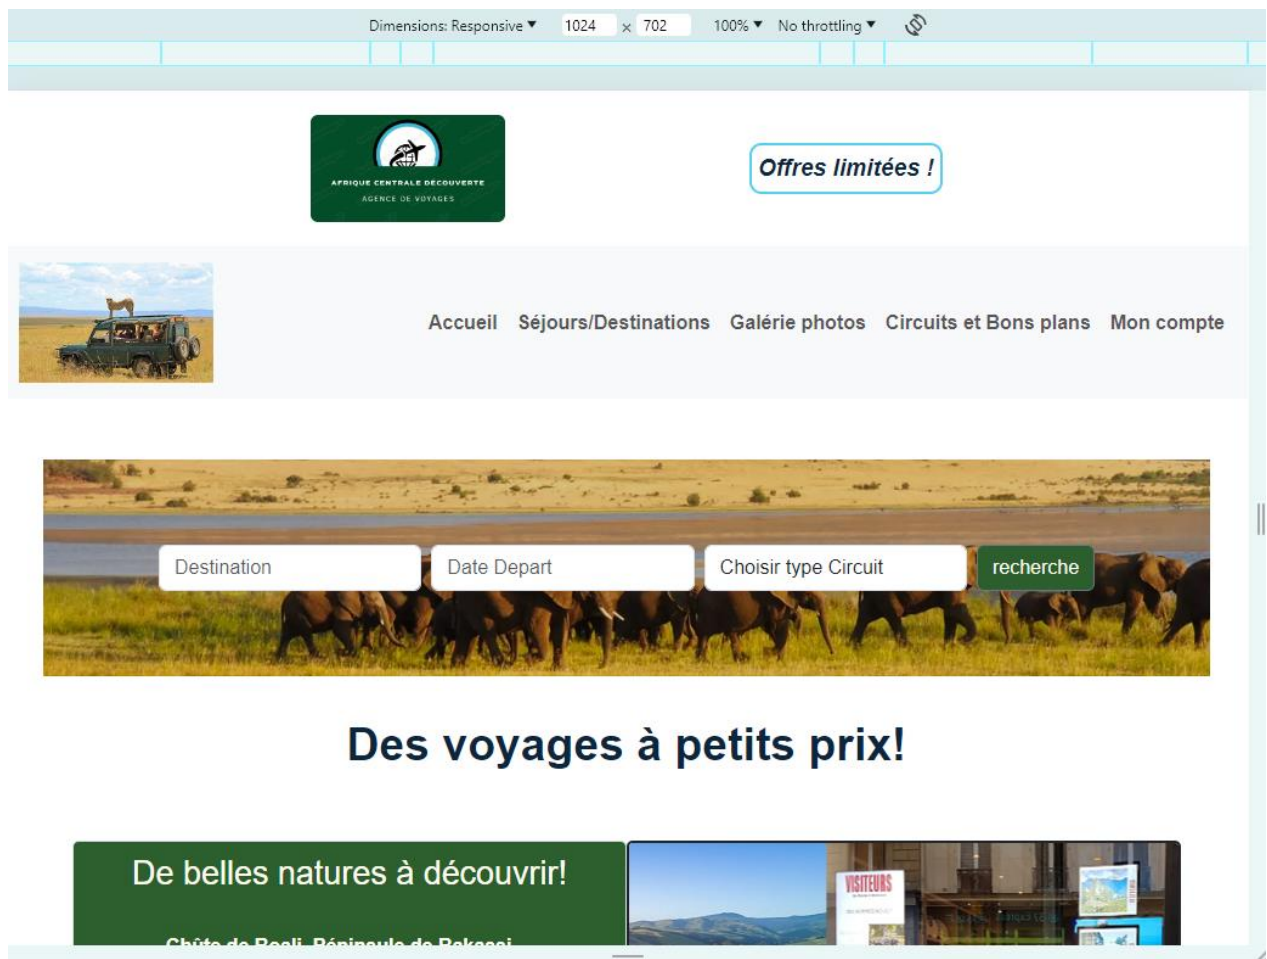 Dimensions: Responsive ▼ 1024 × 702 100% ▼ No throttling ▼
AFRIQUE CENTRALE DÉCOUVERTE
AGENCE DE VOYAGES
Offres limitées !
Accueil Séjours/Destinations Galérie photos Circuits et Bons plans Mon compte
Destination Date Depart Choisir type Circuit recherche
Des voyages à petits prix!
De belles natures à découvrir!
VISITEURS